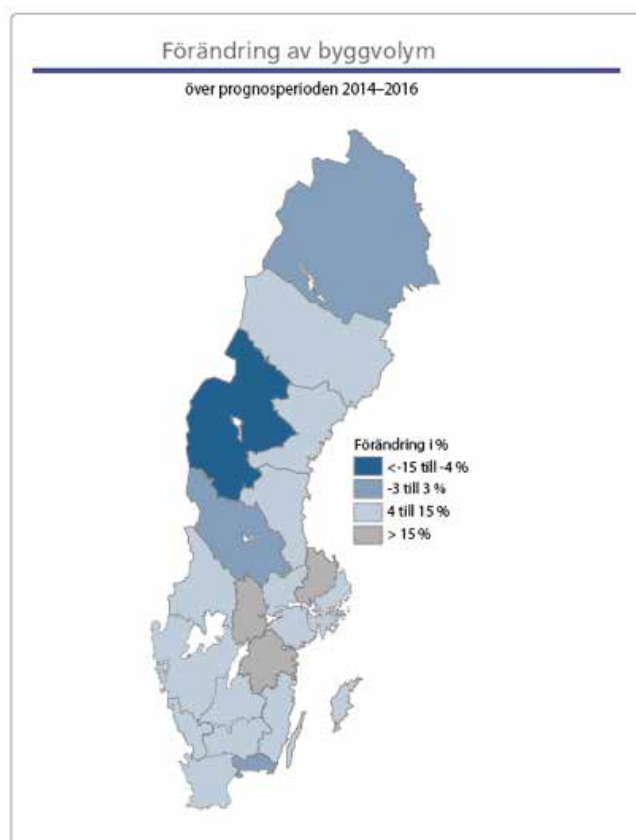 Förändring av byggvolym
över prognosperioden 2014–2016
Förändring i %
<-15 till -4 %
-3 till 3 %
4 till 15 %
> 15 %